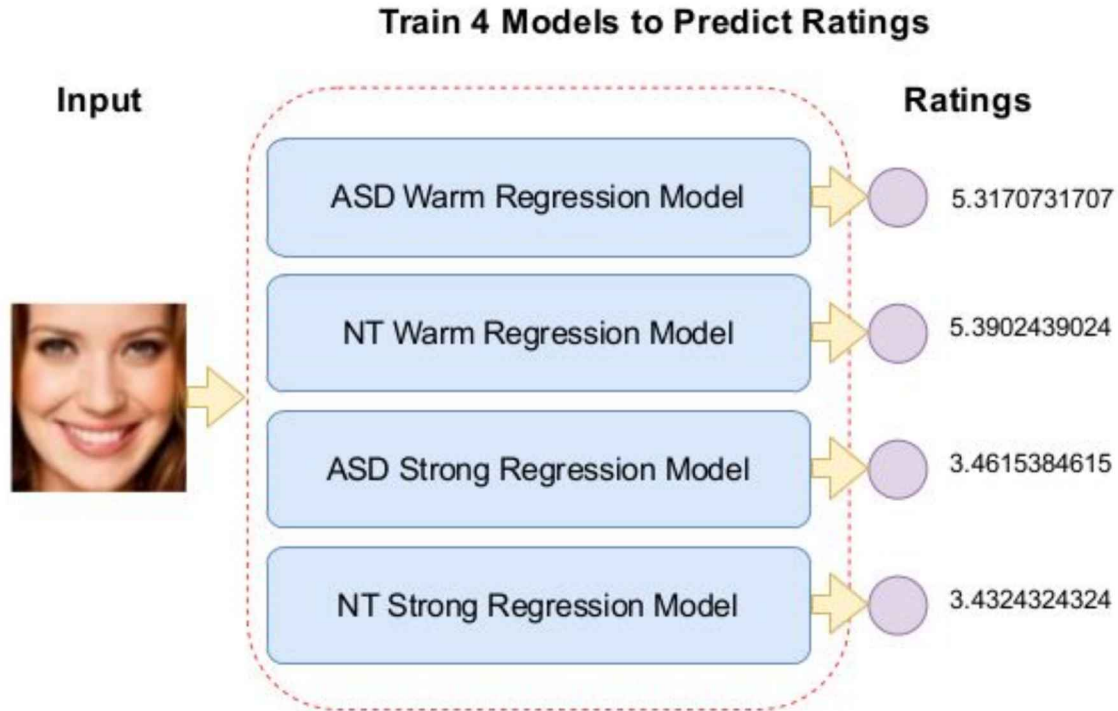 Train 4 Models to Predict Ratings
Input
Ratings
ASD Warm Regression Model
5.3170731707
NT Warm Regression Model
5.3902439024
ASD Strong Regression Model
3.4615384615
NT Strong Regression Model
3.4324324324